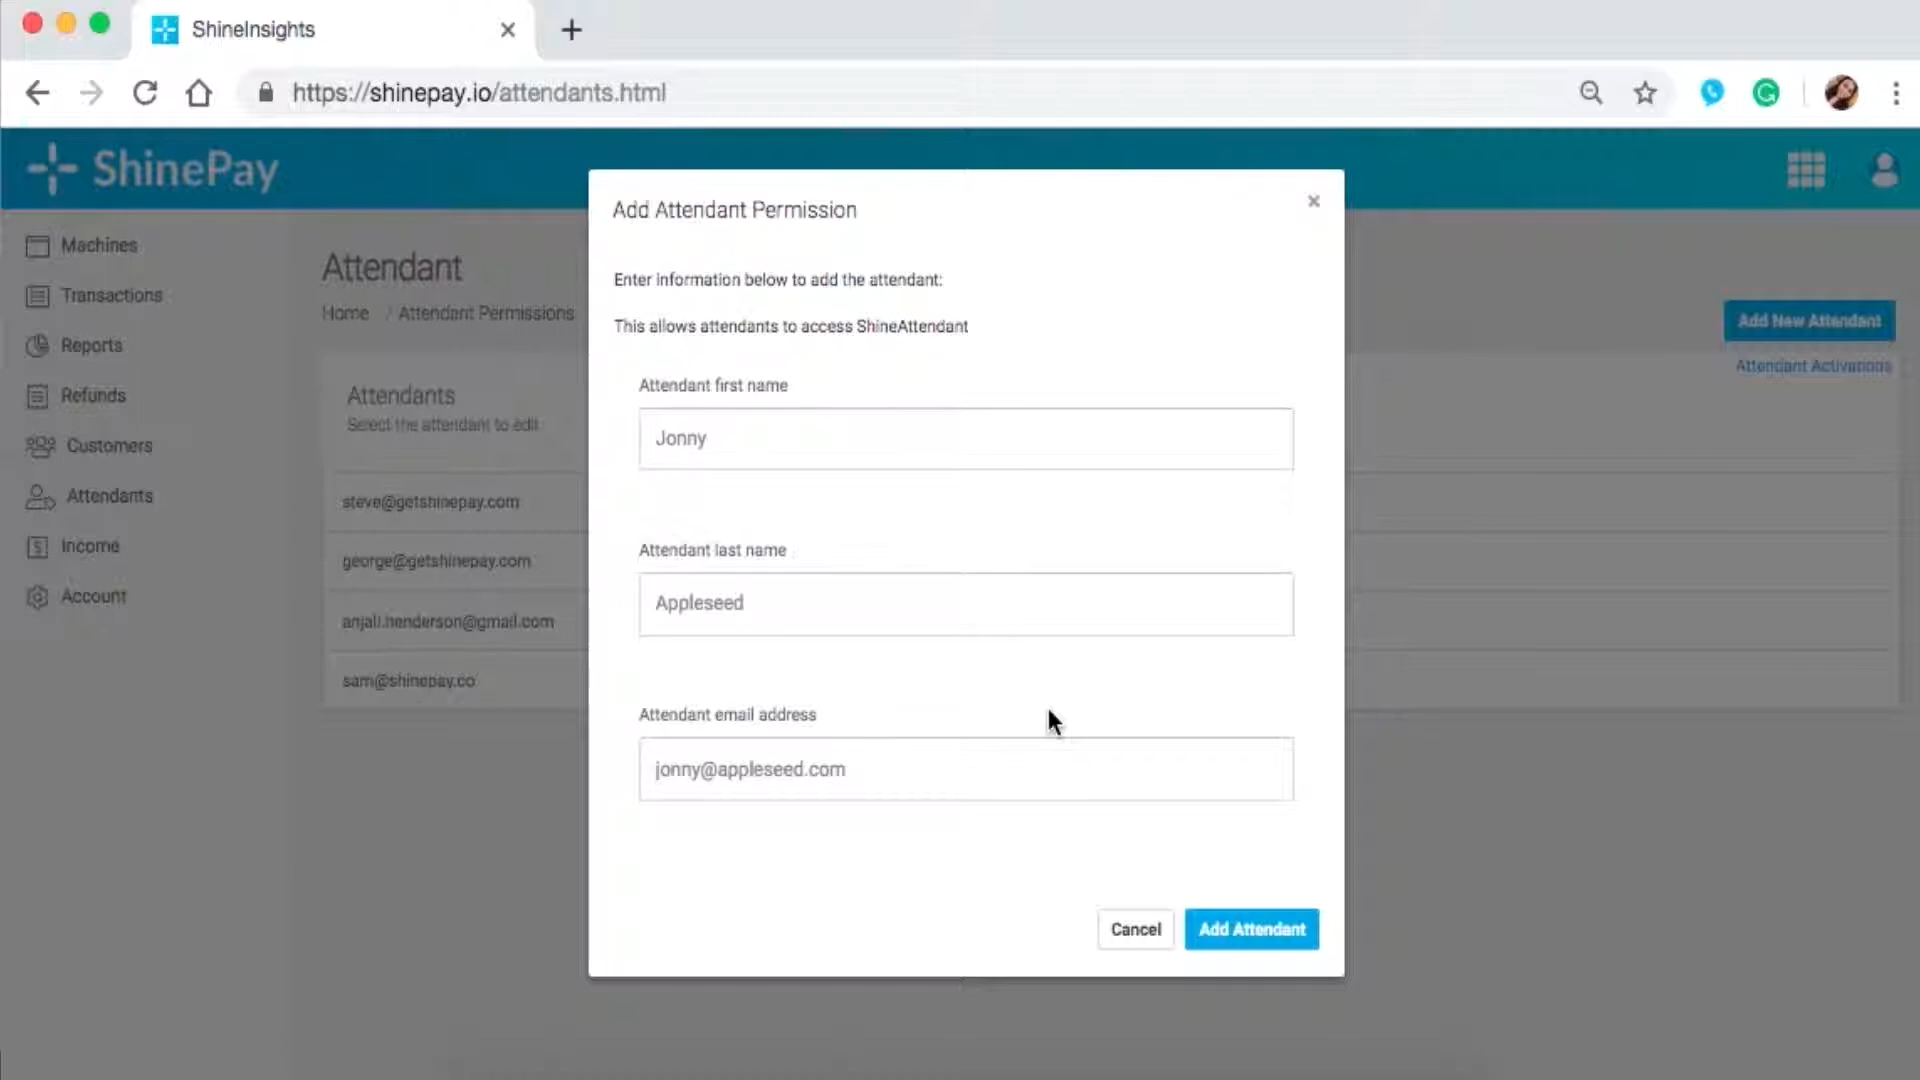 ShineInsights
https://shinepay.io/attendants.html
ShinePay
Machines
Transactions
Reports
Refunds
Customers
Attendants
Income
Account
Attendant
Home / Attendant Permissions
Add New Attendant
Attendant Activations
Attendants
Select the attendant to edit
steve@getshinepay.com
george@getshinepay.com
anjali.henderson@gmail.com
sam@shinepay.co
Add Attendant Permission
×
Enter information below to add the attendant:
This allows attendants to access ShineAttendant
Attendant first name
Jonny
Attendant last name
Appleseed
Attendant email address
jonny@appleseed.com
Cancel
Add Attendant